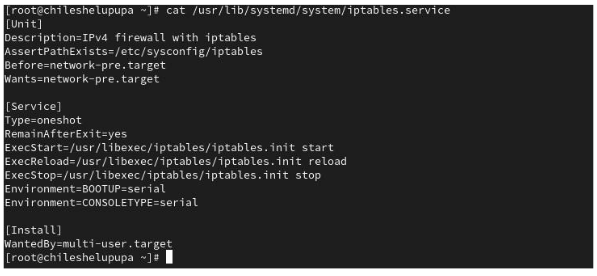 [root@chileshelupupa ~]# cat /usr/lib/systemd/system/iptables.service
[Unit]
Description=IPv4 firewall with iptables
AssertPathExists=/etc/sysconfig/iptables
Before=network-pre.target
Wants=network-pre.target

[Service]
Type=oneshot
RemainAfterExit=yes
ExecStart=/usr/libexec/iptables/iptables.init start
ExecReload=/usr/libexec/iptables/iptables.init reload
ExecStop=/usr/libexec/iptables/iptables.init stop
Environment=BOOTUP=serial
Environment=CONSOLETYPE=serial

[Install]
WantedBy=multi-user.target
[root@chileshelupupa ~]#